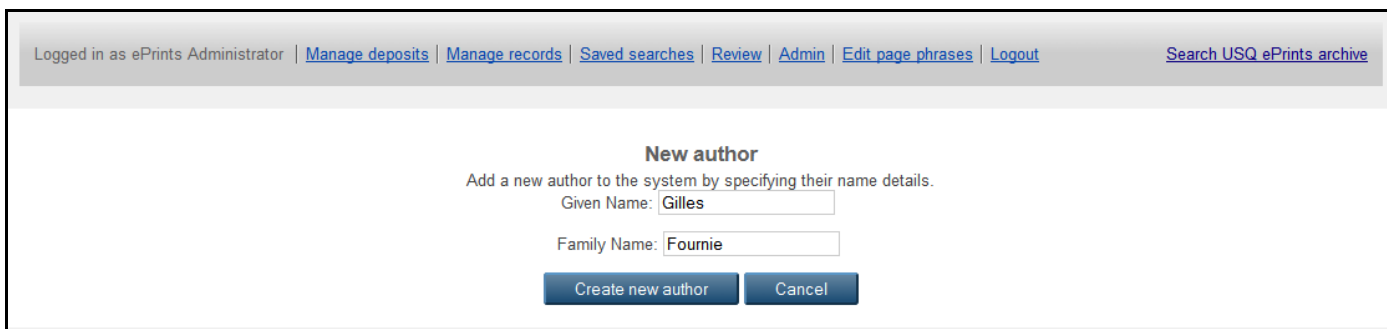 Logged in as ePrints Administrator | Manage deposits | Manage records | Saved searches | Review | Admin | Edit page phrases | Logout Search USQ ePrints archive
New author
Add a new author to the system by specifying their name details.
Given Name: Gilles
Family Name: Fournie
Create new author Cancel